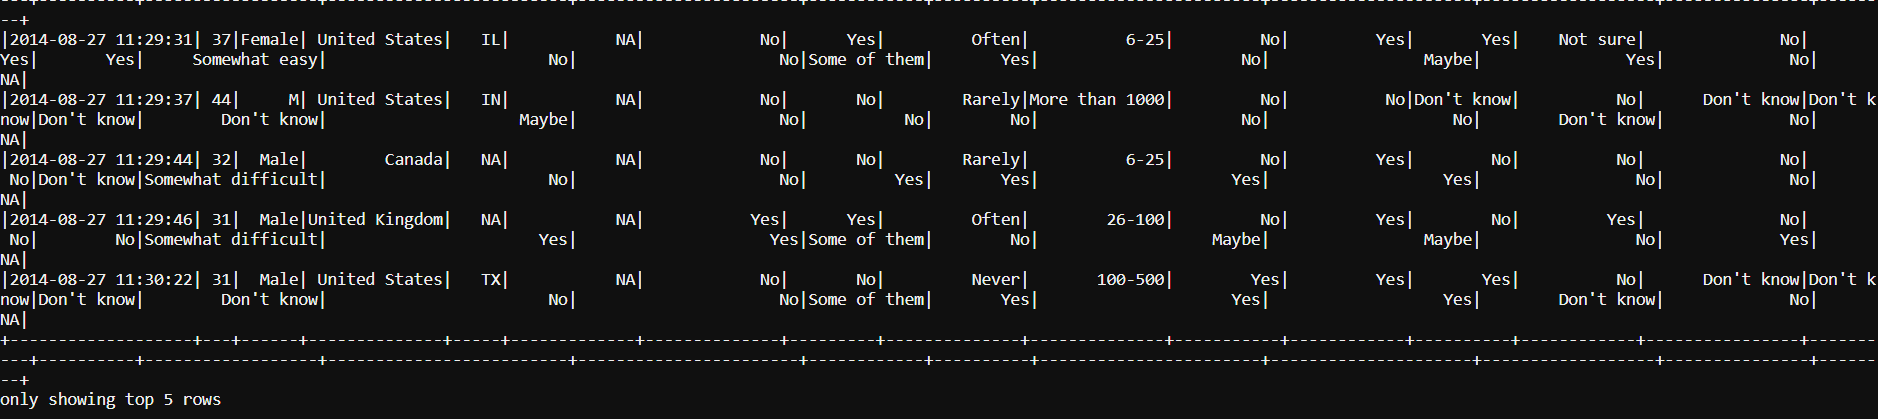 ---+----------+------------------+------------------------+----------------------+------------+----------+----------------------+---------------------+--------------------+---------------+---
--+
|2014-08-27 11:29:31| 37|Female| United States|   IL|           NA|            No|      Yes|         Often|           6-25|         No|         Yes|       Yes|    Not sure|              No|
Yes|       Yes|     Somewhat easy|                      No|                    No|Some of them|       Yes|                    No|                Maybe|               Yes|             No|
NA|
|2014-08-27 11:29:37| 44|     M| United States|   IN|           NA|            No|       No|        Rarely|More than 1000|         No|          No|Don't know|          No|      Don't know|Don't k
now|Don't know|        Don't know|                   Maybe|                    No|          No|        No|                    No|                   No|        Don't know|             No|
NA|
|2014-08-27 11:29:44| 32|  Male|        Canada|   NA|           NA|            No|       No|        Rarely|           6-25|         No|         Yes|        No|          No|              No|
 No|Don't know|Somewhat difficult|                      No|                    No|         Yes|       Yes|                   Yes|                  Yes|                No|             No|
NA|
|2014-08-27 11:29:46| 31|  Male|United Kingdom|   NA|           NA|           Yes|      Yes|         Often|         26-100|         No|         Yes|        No|         Yes|              No|
 No|        No|Somewhat difficult|                     Yes|                   Yes|Some of them|        No|                 Maybe|                Maybe|                No|            Yes|
NA|
|2014-08-27 11:30:22| 31|  Male| United States|   TX|           NA|            No|       No|         Never|        100-500|        Yes|         Yes|       Yes|          No|      Don't know|Don't k
now|Don't know|        Don't know|                      No|                    No|Some of them|       Yes|                   Yes|                  Yes|        Don't know|             No|
NA|
+-------------------+---+------+--------------+-----+-------------+--------------+---------+--------------+--------------+-----------+------------+----------+------------+----------------+-------
---+----------+------------------+------------------------+----------------------+------------+----------+----------------------+---------------------+------------------+---------------+------
--+
only showing top 5 rows